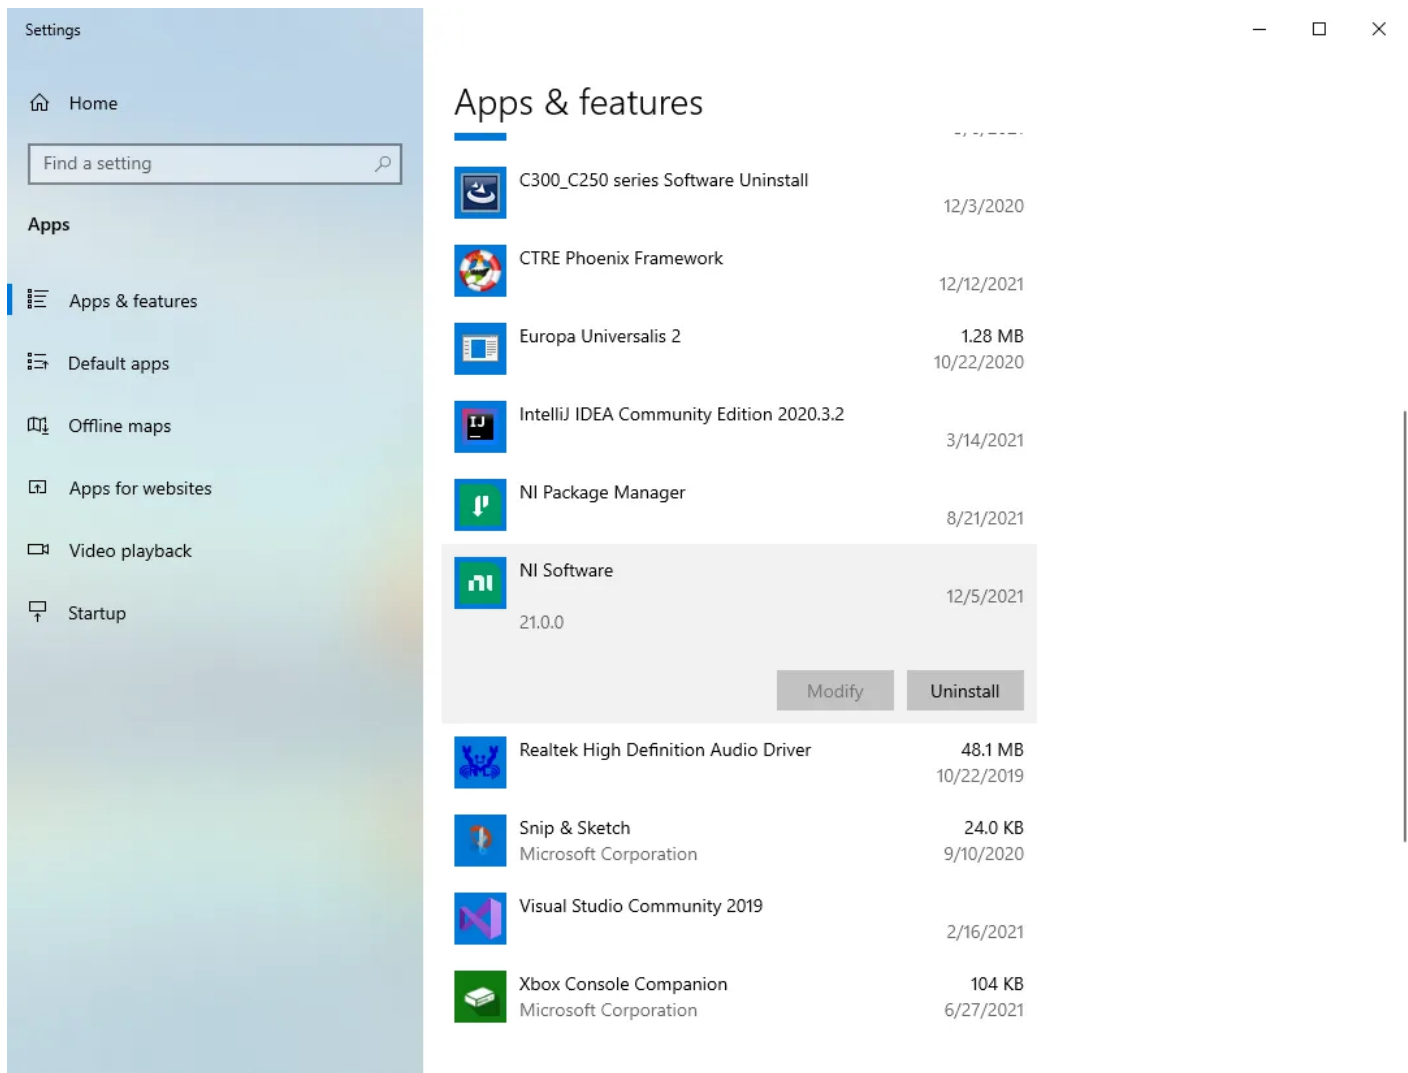 Settings
Home
Find a setting
Apps
Apps & features
Default apps
Offline maps
Apps for websites
Video playback
Startup
Apps & features
C300_C250 series Software Uninstall
12/3/2020
CTRE Phoenix Framework
12/12/2021
Europa Universalis 2 1.28 MB
10/22/2020
IntelliJ IDEA Community Edition 2020.3.2
3/14/2021
NI Package Manager
8/21/2021
NI Software
12/5/2021
21.0.0
Modify Uninstall
Realtek High Definition Audio Driver 48.1 MB
10/22/2019
Snip & Sketch 24.0 KB
Microsoft Corporation 9/10/2020
Visual Studio Community 2019
2/16/2021
Xbox Console Companion 104 KB
Microsoft Corporation 6/27/2021